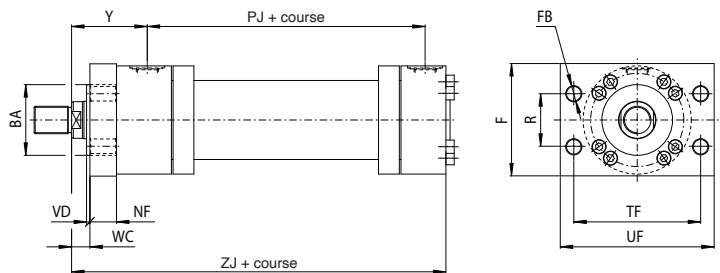 Y
PJ + course
FB
BA
F
R
VD
NF
WC
TF
UF
ZJ + course